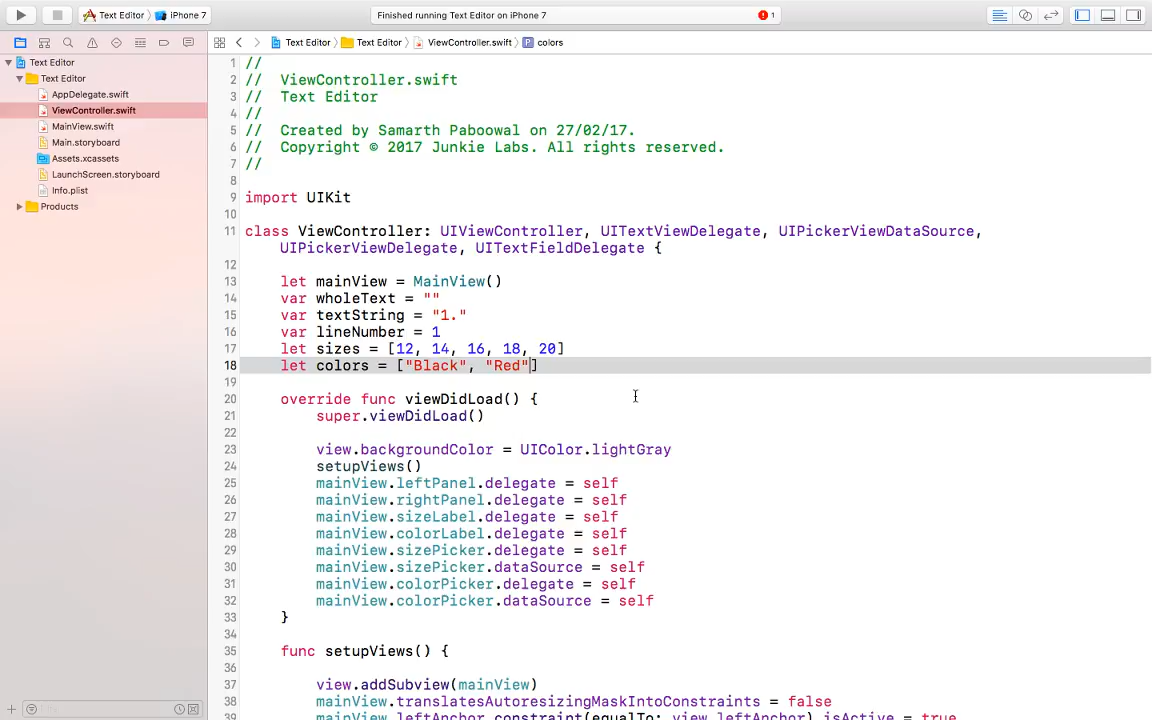 Text Editor
iPhone 7
Finished running Text Editor on iPhone 7
1
Text Editor
Text Editor
ViewController.swift
colors
Text Editor
Text Editor
AppDelegate.swift
ViewController.swift
MainView.swift
Main.storyboard
Assets.xcassets
LaunchScreen.storyboard
Info.plist
Products
1 //
2 //  ViewController.swift
3 //  Text Editor
4 //
5 //  Created by Samarth Paboowal on 27/02/17.
6 //  Copyright © 2017 Junkie Labs. All rights reserved.
7 //
8
9 import UIKit
10
11 class ViewController: UIViewController, UITextViewDelegate, UIPickerViewDataSource,
UIPickerViewDelegate, UITextFieldDelegate {
12
13 let mainView = MainView()
14 var wholeText = ""
15 var textString = "1."
16 var lineNumber = 1
17 let sizes = [12, 14, 16, 18, 20]
18 let colors = ["Black", "Red"]
19
20 override func viewDidLoad() {
21 super.viewDidLoad()
22
23 view.backgroundColor = UIColor.lightGray
24 setupViews()
25 mainView.leftPanel.delegate = self
26 mainView.rightPanel.delegate = self
27 mainView.sizeLabel.delegate = self
28 mainView.colorLabel.delegate = self
29 mainView.sizePicker.delegate = self
30 mainView.sizePicker.dataSource = self
31 mainView.colorPicker.delegate = self
32 mainView.colorPicker.dataSource = self
33 }
34
35 func setupViews() {
36
37 view.addSubview(mainView)
38 mainView.translatesAutoresizingMaskIntoConstraints = false
39 mainView.leftAnchor.constraint(equalTo: view.leftAnchor).isActive = true